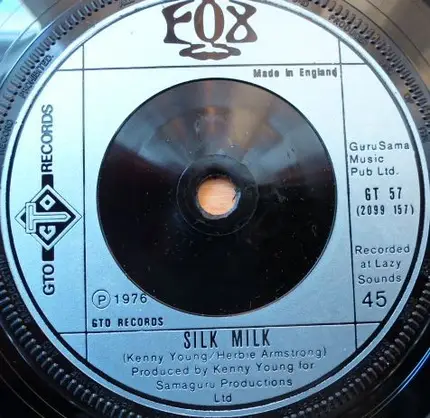 FOX
Made in England
GTO RECORDS
GTO
GuruSama
Music
Pub Ltd.
GT 57
(2099 157)
Recorded
at Lazy
Sounds
45
Ⓟ 1976
GTO RECORDS
SILK MILK
(Kenny Young/Herbie Armstrong)
Produced by Kenny Young for
Samaguru Productions
Ltd